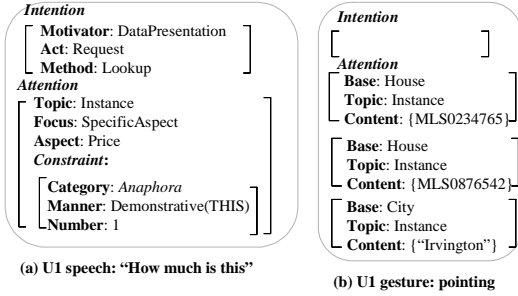 Intention
Motivator: DataPresentation
Act: Request
Method: Lookup
Attention
Topic: Instance
Focus: SpecificAspect
Aspect: Price
Constraint:
Category: Anaphora
Manner: Demonstrative(THIS)
Number: 1
(a) U1 speech: “How much is this”
Intention
Attention
Base: House
Topic: Instance
Content: {MLS0234765}
Base: House
Topic: Instance
Content: {MLS0876542}
Base: City
Topic: Instance
Content: {“Irvington”}
(b) U1 gesture: pointing